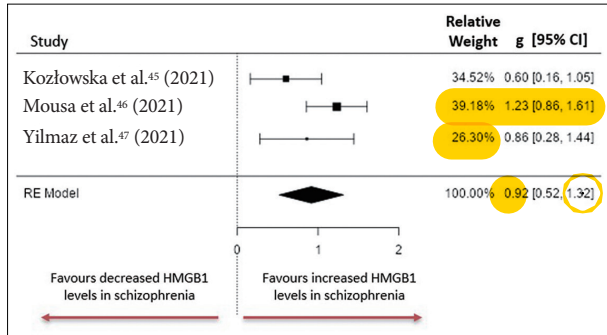 Study Relative Weight g [95% CI]
Kozłowska et al.45 (2021) 34.52% 0.60 [0.16, 1.05]
Mousa et al.46 (2021) 39.18% 1.23 [0.86, 1.61]
Yilmaz et al.47 (2021) 26.30% 0.86 [0.28, 1.44]
RE Model 100.00% 0.92 [0.52, 1.32]
0 1 2
Favours decreased HMGB1 levels in schizophrenia
Favours increased HMGB1 levels in schizophrenia